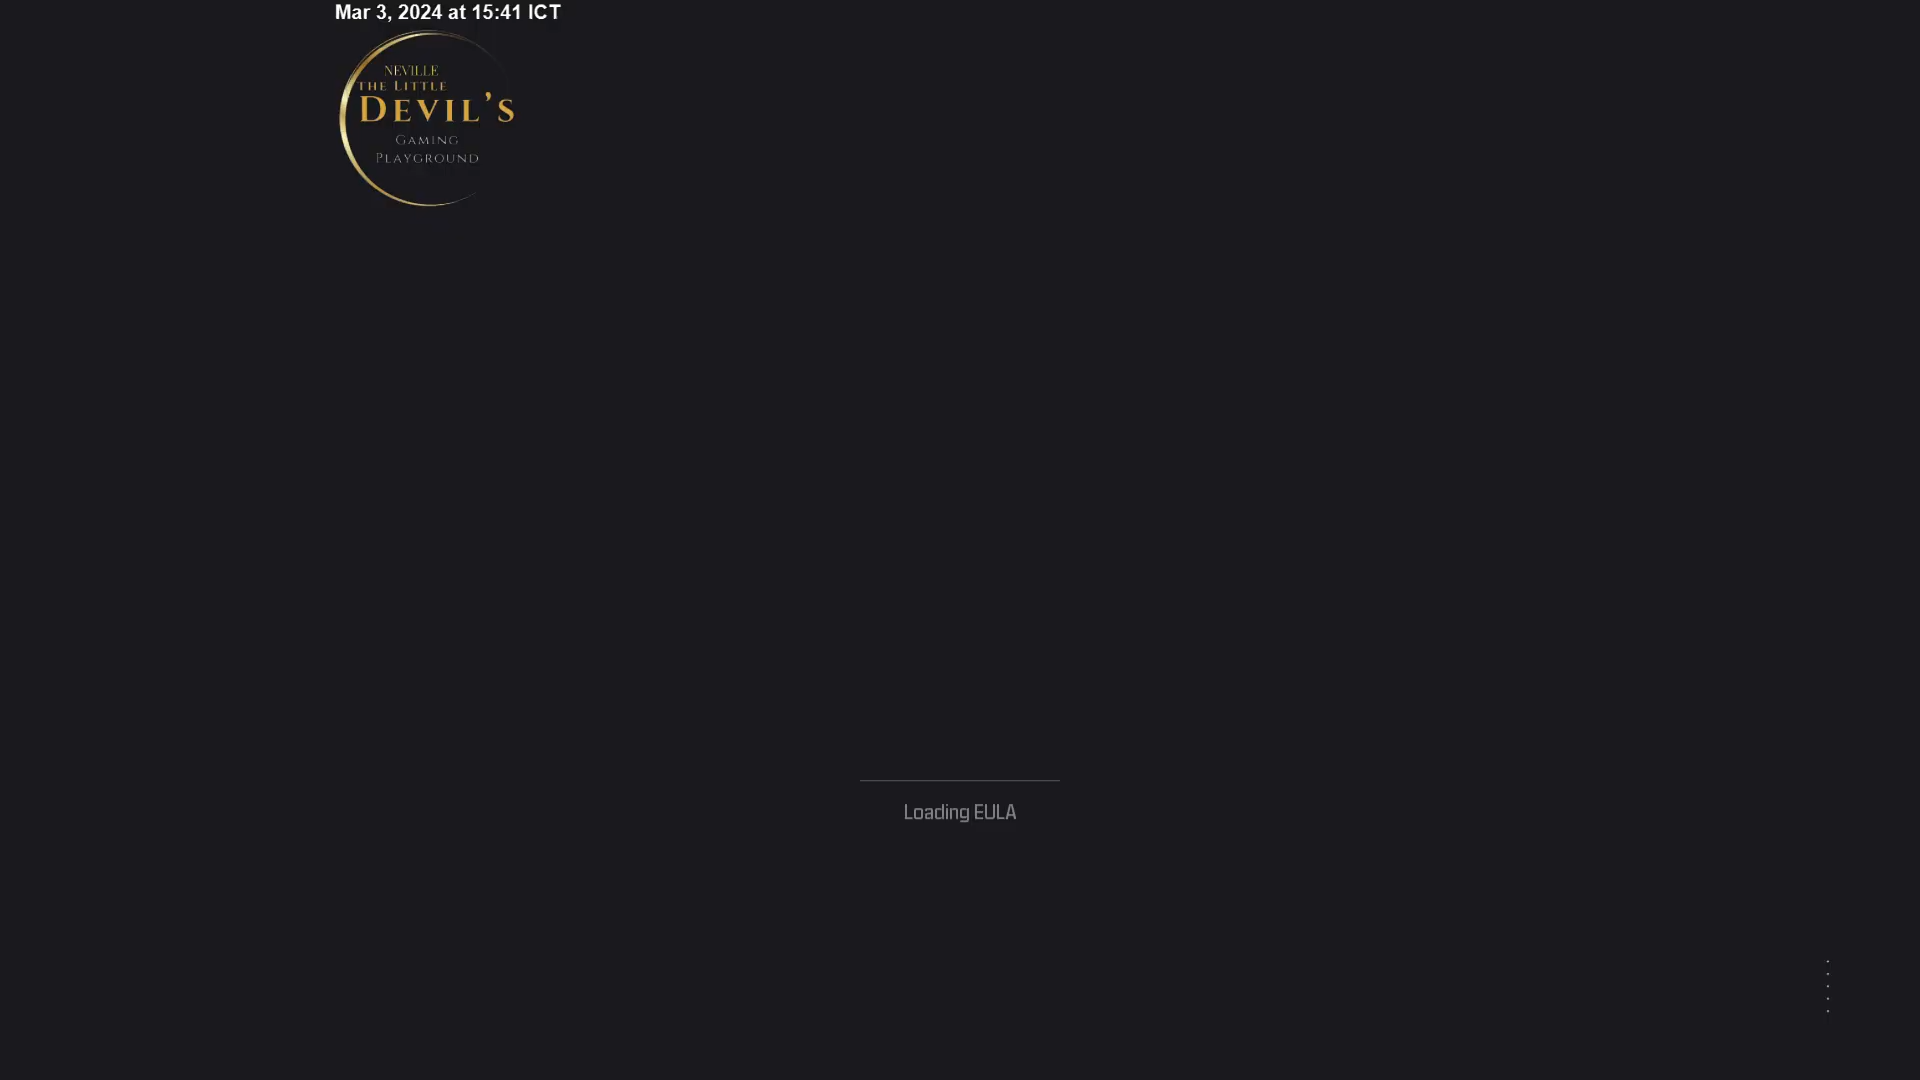 Mar 3, 2024 at 15:41 ICT
NEVILLE
THE LITTLE
DEVIL'S
GAMING
PLAYGROUND
Loading EULA